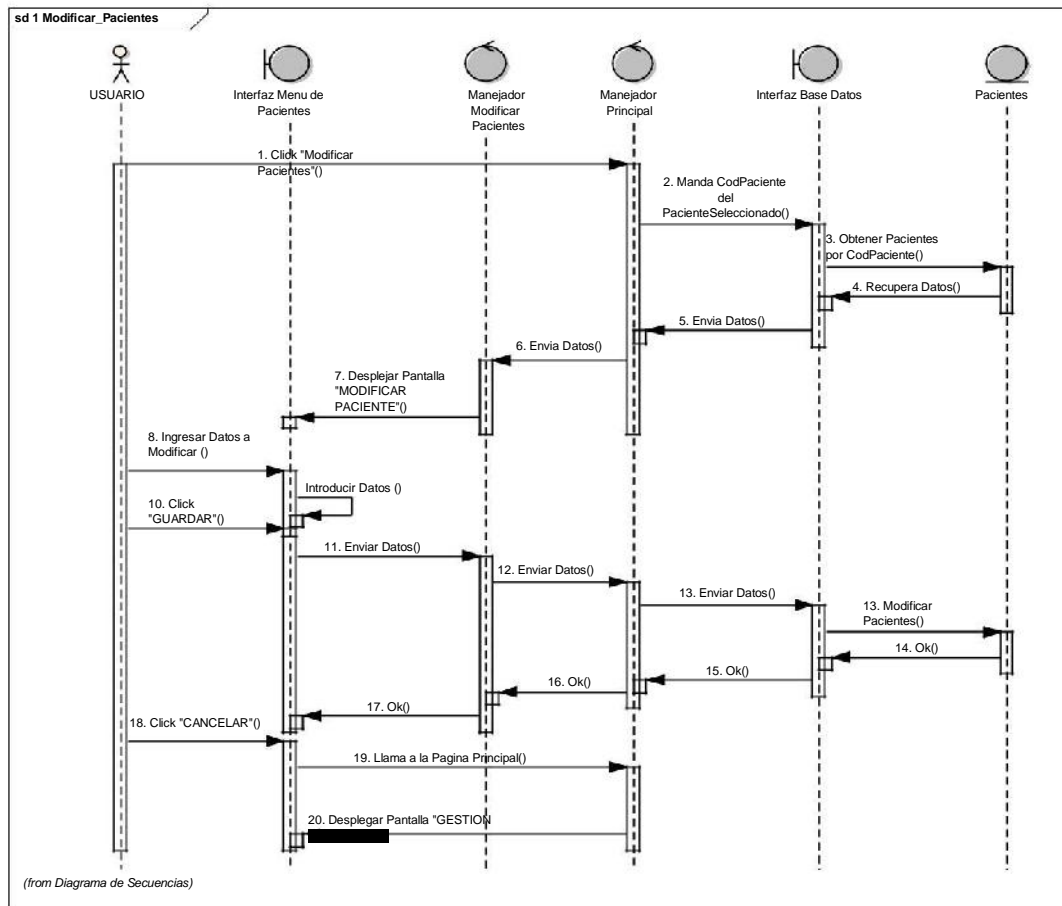 sd 1 Modificar_Pacientes
USUARIO
Interfaz Menu de
Pacientes
Manejador
Modificar
Pacientes
Manejador
Principal
Interfaz Base Datos
Pacientes
1. Click "Modificar
Pacientes"()
2. Manda CodPaciente
del
PacienteSeleccionado()
3. Obtener Pacientes
por CodPaciente()
4. Recupera Datos()
5. Envia Datos()
6. Envia Datos()
7. Desplejar Pantalla
"MODIFICAR
PACIENTE"()
8. Ingresar Datos a
Modificar ()
Introducir Datos ()
10. Click
"GUARDAR"()
11. Enviar Datos()
12. Enviar Datos()
13. Enviar Datos()
13. Modificar
Pacientes()
14. Ok()
15. Ok()
16. Ok()
17. Ok()
18. Click "CANCELAR"()
19. Llama a la Pagina Principal()
20. Desplegar Pantalla "GESTION
(from Diagrama de Secuencias)